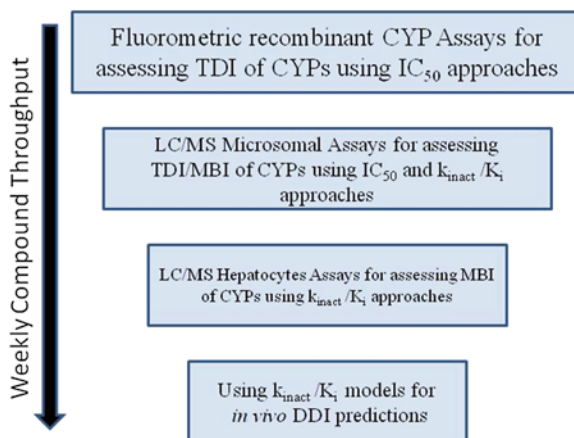 Weekly Compound Throughput
Fluorometric recombinant CYP Assays for
assessing TDI of CYPs using IC₅₀ approaches
LC/MS Microsomal Assays for assessing
TDI/MBI of CYPs using IC₅₀ and kᵢₙₐcₜ /Kᵢ
approaches
LC/MS Hepatocytes Assays for assessing MBI
of CYPs using kᵢₙₐcₜ /Kᵢ approaches
Using kᵢₙₐcₜ /Kᵢ models for
in vivo DDI predictions